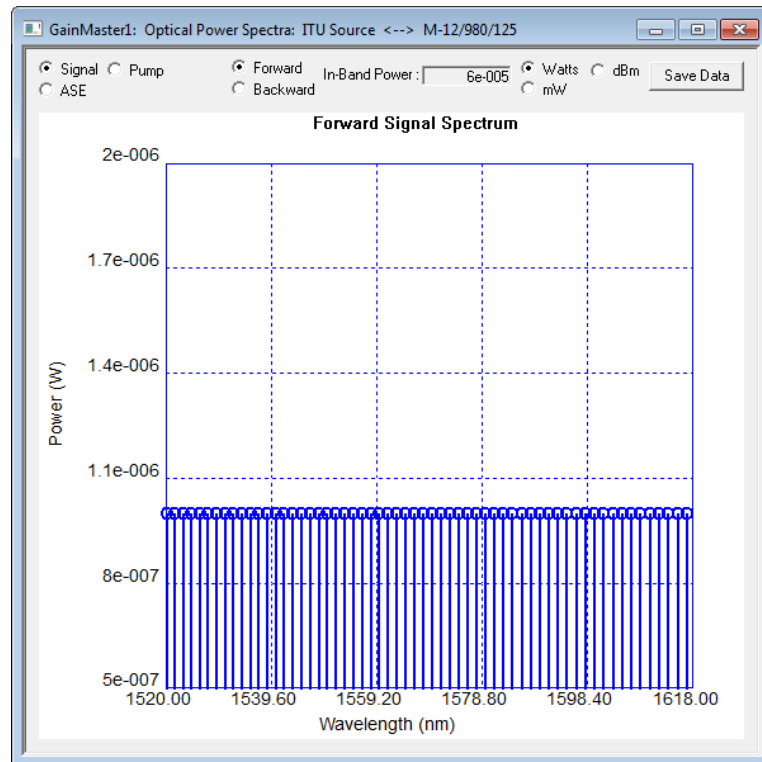 GainMaster1: Optical Power Spectra: ITU Source <--> M-12/980/125
Signal Pump Forward In-Band Power : 6e-005 Watts dBm Save Data
ASE Backward mW
Forward Signal Spectrum
2e-006
1.7e-006
1.4e-006
Power (W)
1.1e-006
8e-007
5e-007
1520.00 1539.60 1559.20 1578.80 1598.40 1618.00
Wavelength (nm)